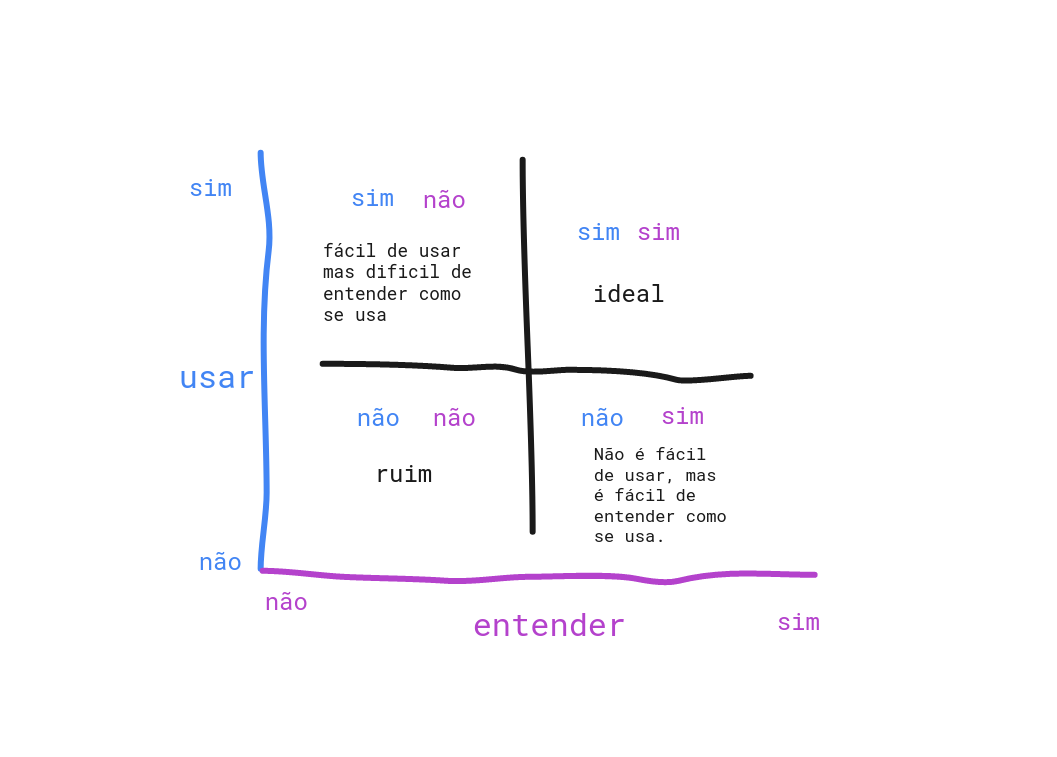 sim
sim não
fácil de usar
mas dificil de
entender como
se usa
sim sim
ideal
usar
não não
ruim
não sim
Não é fácil
de usar, mas
é fácil de
entender como
se usa.
não
não
entender
sim